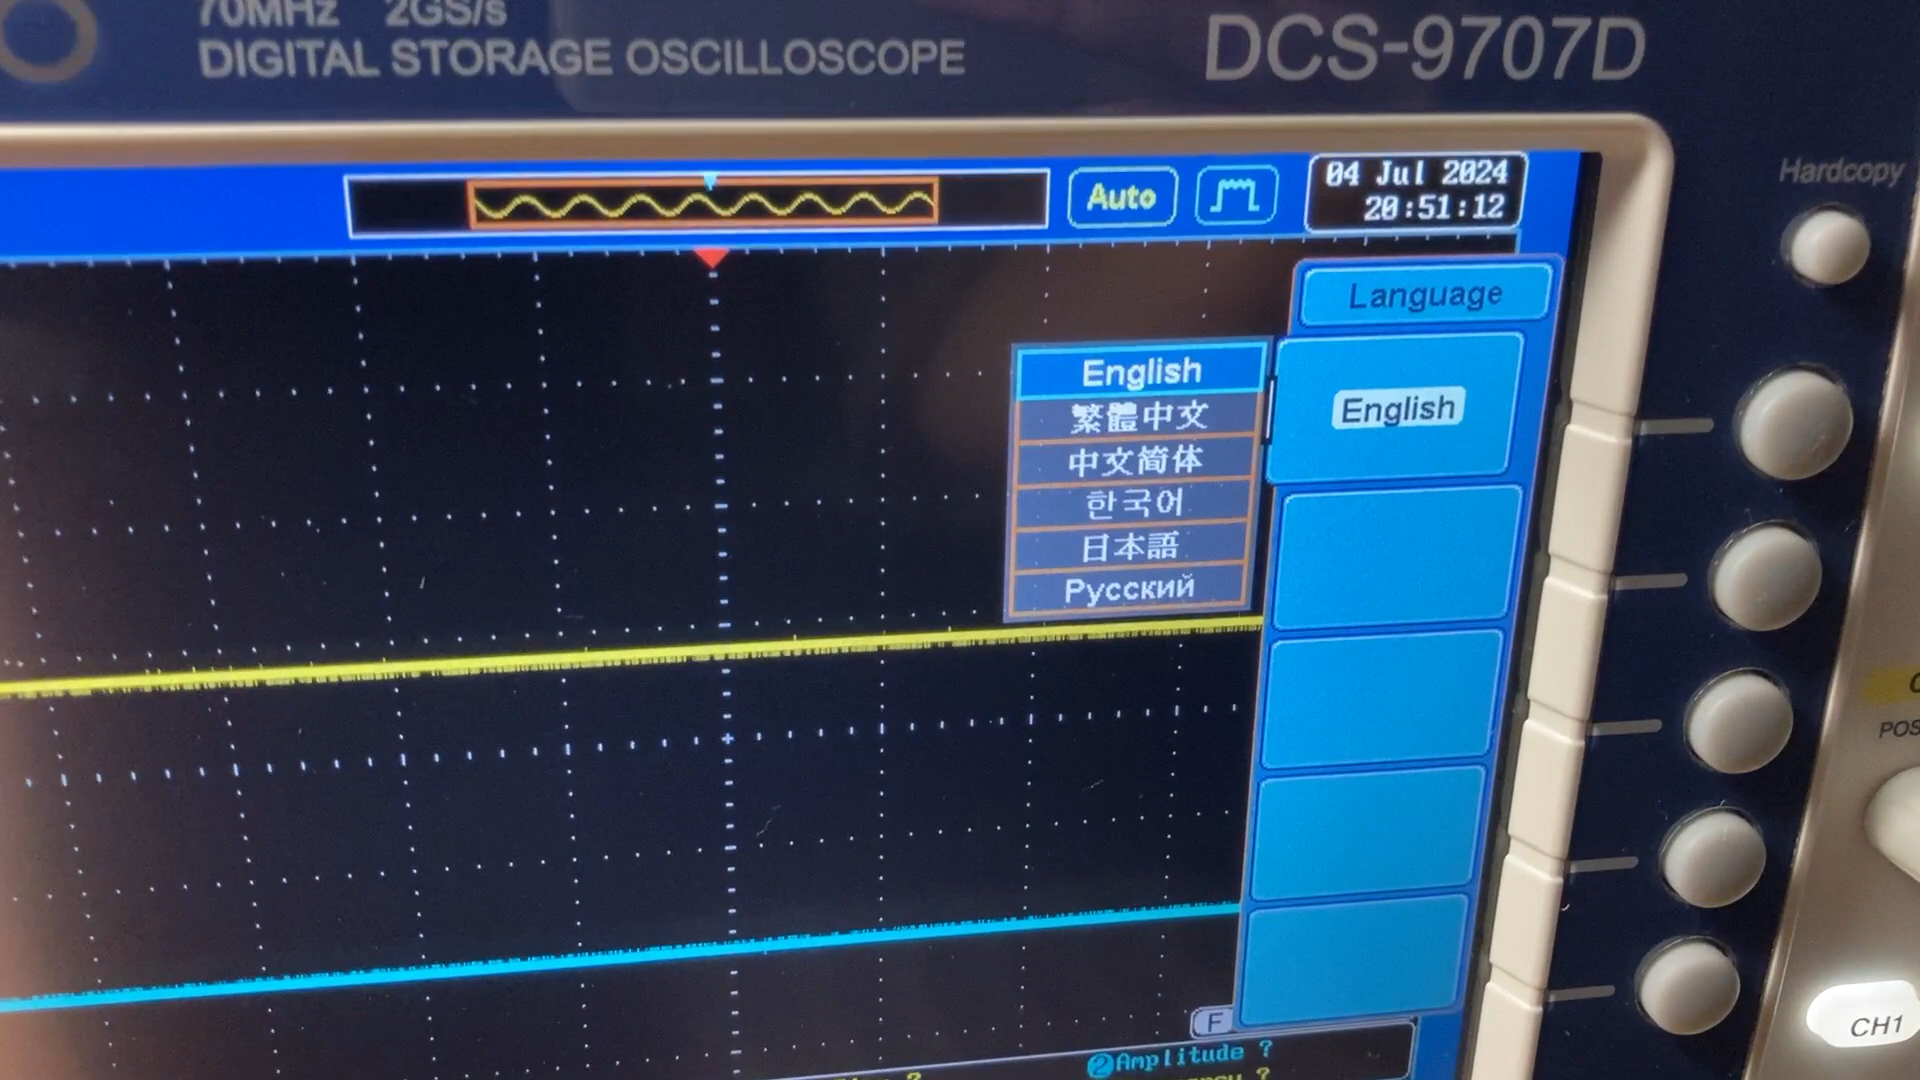 70MHz 2GS/s
DIGITAL STORAGE OSCILLOSCOPE
DCS-9707D
Hardcopy
Auto
04 Jul 2024
20:51:12
Language
English
English
繁體中文
中文简体
한국어
日本語
Русский
F
CH1
2 Amplitude ?